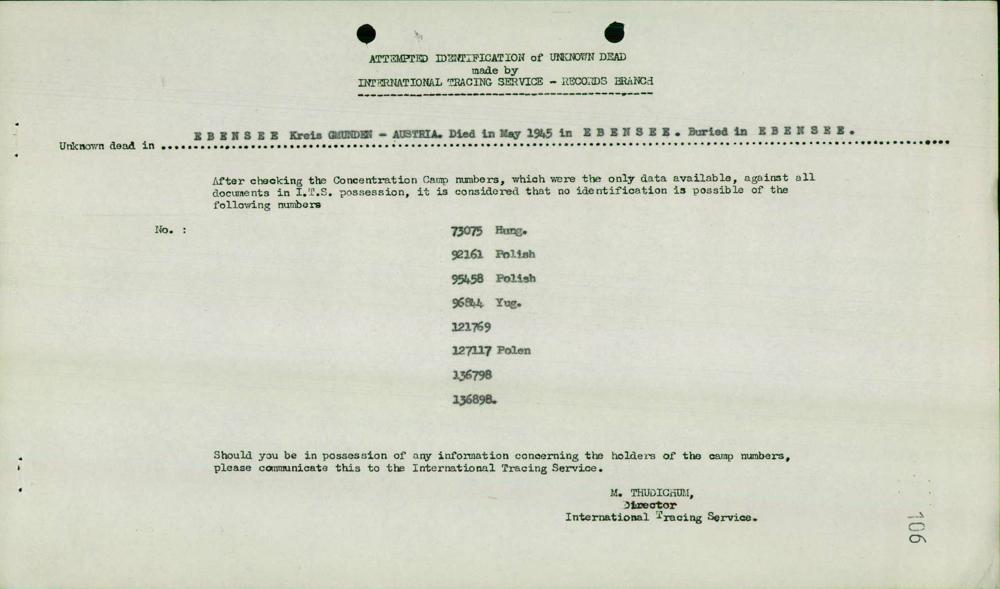 ATTEMPTED IDENTIFICATION of UNKNOWN DEAD
made by
INTERNATIONAL TRACING SERVICE - RECORDS BRANCH
Unknown dead in E B E N S E E Kreis GMUNDEN - AUSTRIA. Died in May 1945 in E B E N S E E . Buried in E B E N S E E .
After checking the Concentration Camp numbers, which were the only data available, against all
documents in I.T.S. possession, it is considered that no identification is possible of the
following numbers
No. : 73075 Hung.
92161 Polish
95458 Polish
96844 Yug.
121769
127117 Polen
136798
136898.
Should you be in possession of any information concerning the holders of the camp numbers,
please communicate this to the International Tracing Service.
M. THUDICHUM,
Director
International Tracing Service.
106